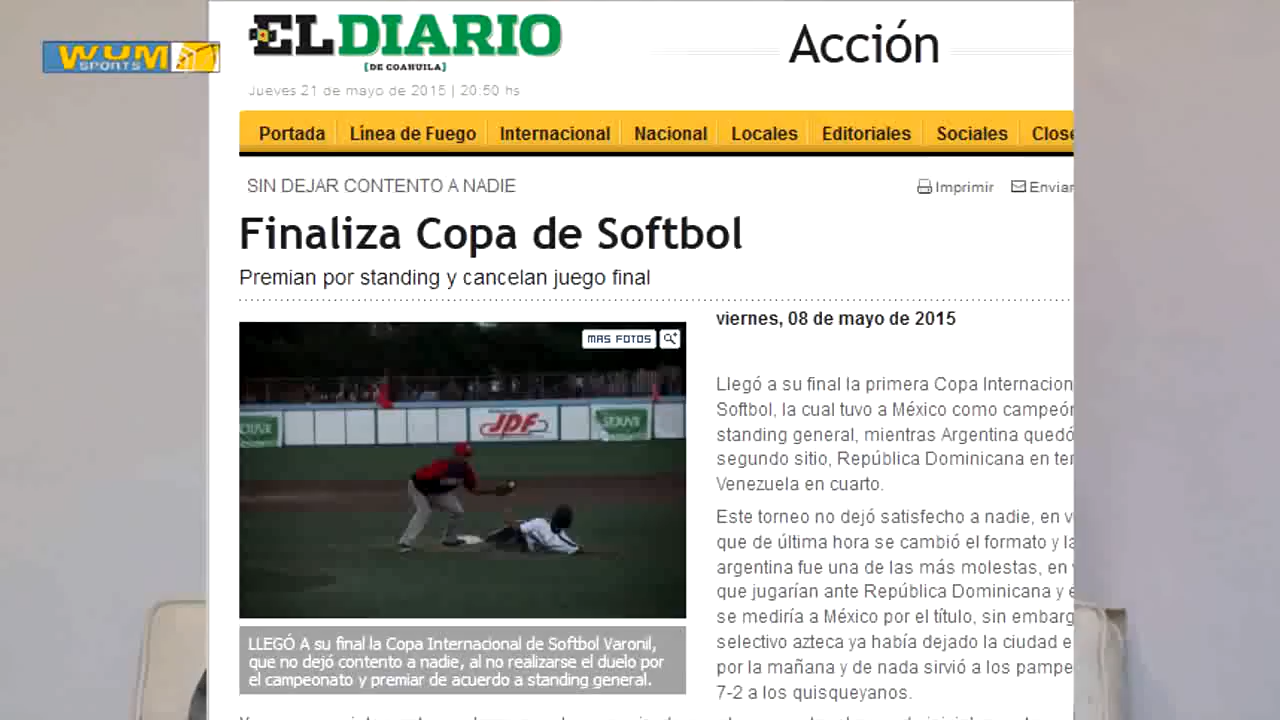 WUM
SPORTS
EL DIARIO
[DE COAHUILA]
Acción
Jueves 21 de mayo de 2015 | 20:50 hs
Portada Línea de Fuego Internacional Nacional Locales Editoriales Sociales Close
SIN DEJAR CONTENTO A NADIE
Imprimir Enviar
Finaliza Copa de Softbol
Premian por standing y cancelan juego final
viernes, 08 de mayo de 2015
MAS FOTOS
JDF
Llegó a su final la primera Copa Internacion
Softbol, la cual tuvo a México como campeón
standing general, mientras Argentina quedó
segundo sitio, República Dominicana en ter
Venezuela en cuarto.
Este torneo no dejó satisfecho a nadie, en v
que de última hora se cambió el formato y la
argentina fue una de las más molestas, en
que jugarían ante República Dominicana y e
se mediría a México por el título, sin embarg
selectivo azteca ya había dejado la ciudad e
por la mañana y de nada sirvió a los pampe
7-2 a los quisqueyanos.
LLEGÓ A su final la Copa Internacional de Softbol Varonil,
que no dejó contento a nadie, al no realizarse el duelo por
el campeonato y premiar de acuerdo a standing general.